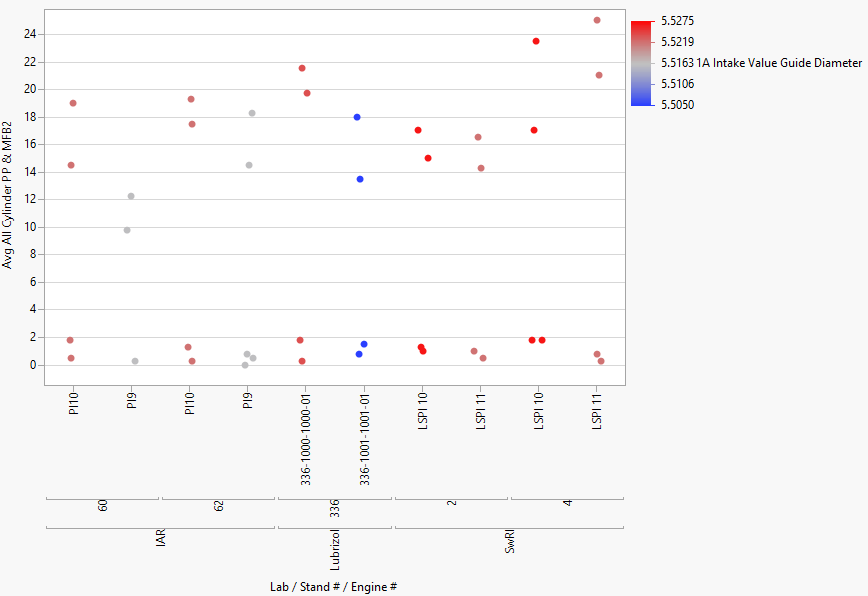 24
22
20
18
16
14
12
10
8
6
4
2
0
Avg All Cylinder PP & MFB2
5.5275
5.5219
5.5163 1A Intake Value Guide Diameter
5.5106
5.5050
PI10
PI9
PI10
PI9
336-1000-1000-01
336-1001-1001-01
LSPI 10
LSPI 11
LSPI 10
LSPI 11
60
62
336
2
4
IAR
Lubrizol
SwRI
Lab / Stand # / Engine #